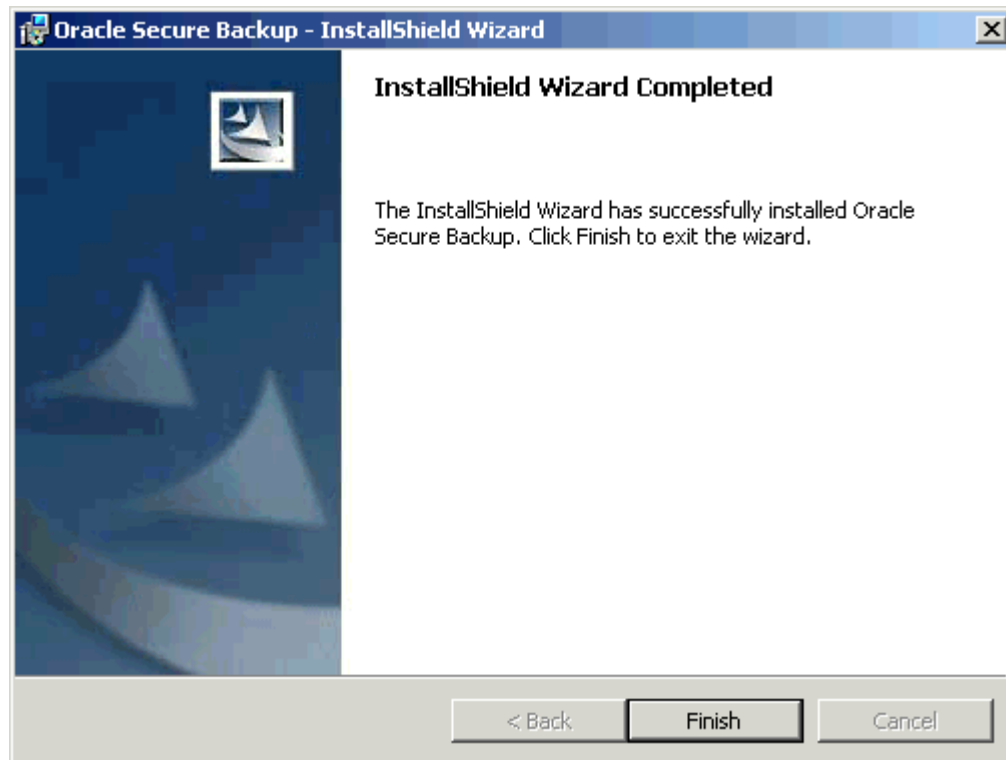 Oracle Secure Backup - InstallShield Wizard
InstallShield Wizard Completed
The InstallShield Wizard has successfully installed Oracle
Secure Backup. Click Finish to exit the wizard.
< Back
Finish
Cancel